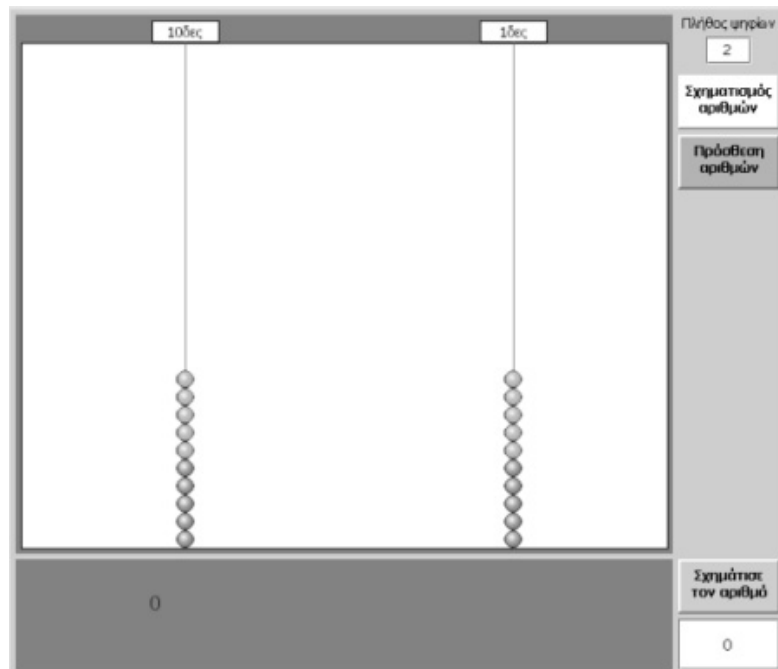 10δες
1δες
Πλήθος ψηφίων
2
Σχηματισμός
αριθμών
Πρόσθεση
αριθμών
Σχημάτισε
τον αριθμό
0
0